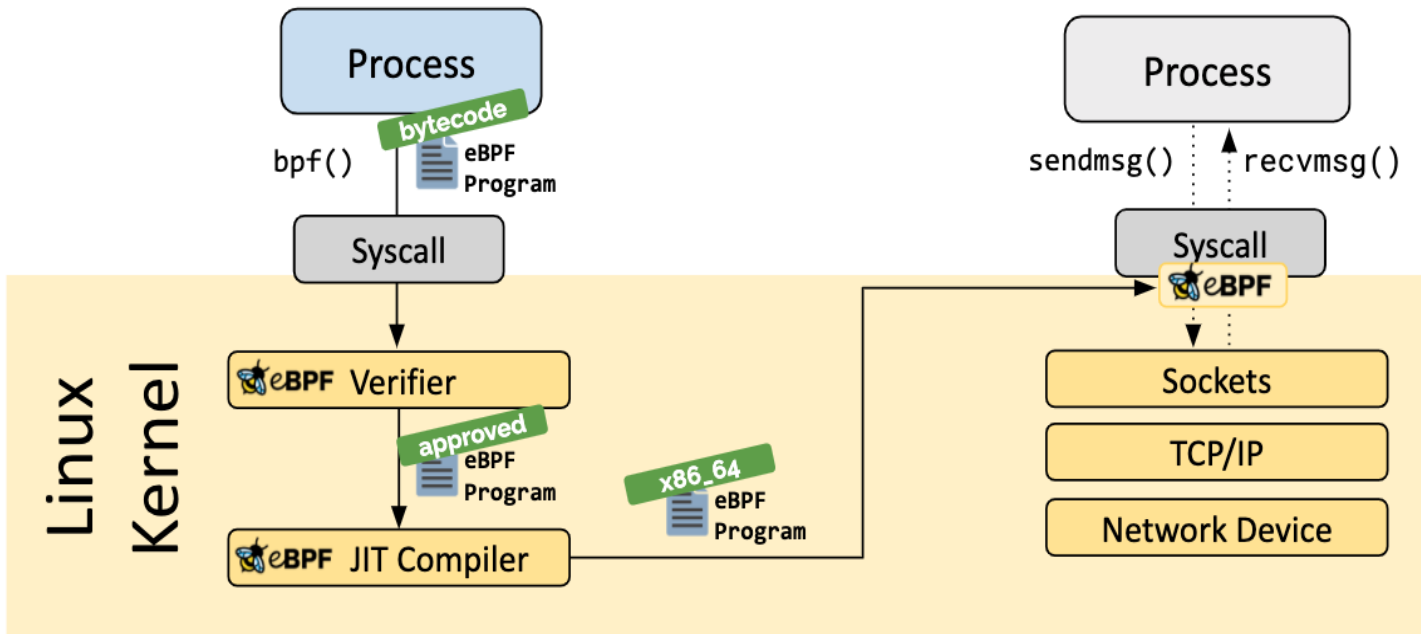 Process
bytecode
bpf()
eBPF
Program
Syscall
Linux
Kernel
eBPF Verifier
approved
eBPF
Program
eBPF JIT Compiler
x86_64
eBPF
Program
Process
sendmsg()
recvmsg()
Syscall
eBPF
Sockets
TCP/IP
Network Device